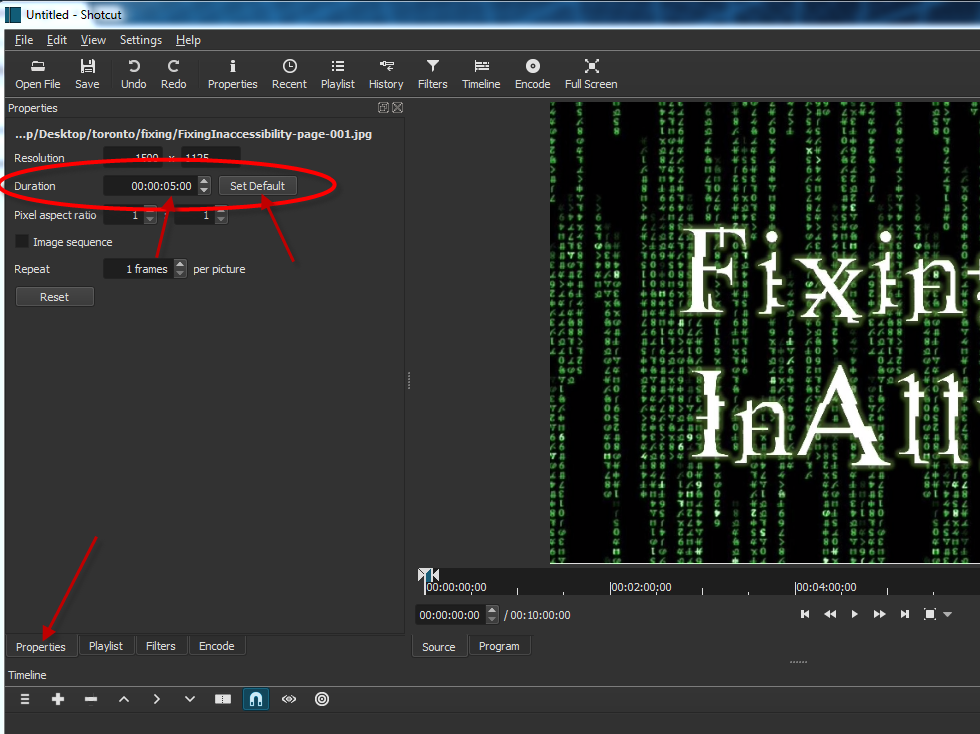 Untitled - Shotcut
File Edit View Settings Help
Open File Save Undo Redo Properties Recent Playlist History Filters Timeline Encode Full Screen
Properties
...p/Desktop/toronto/fixing/FixingInaccessibility-page-001.jpg
Resolution 1500 x 1125
Duration 00:00:05:00 Set Default
Pixel aspect ratio 1 : 1
Image sequence
Repeat 1 frames per picture
Reset
Fixin
InA
00:00:00:00 00:02:00:00 00:04:00:00
00:00:00:00 / 00:10:00:00
Properties Playlist Filters Encode
Source Program
Timeline